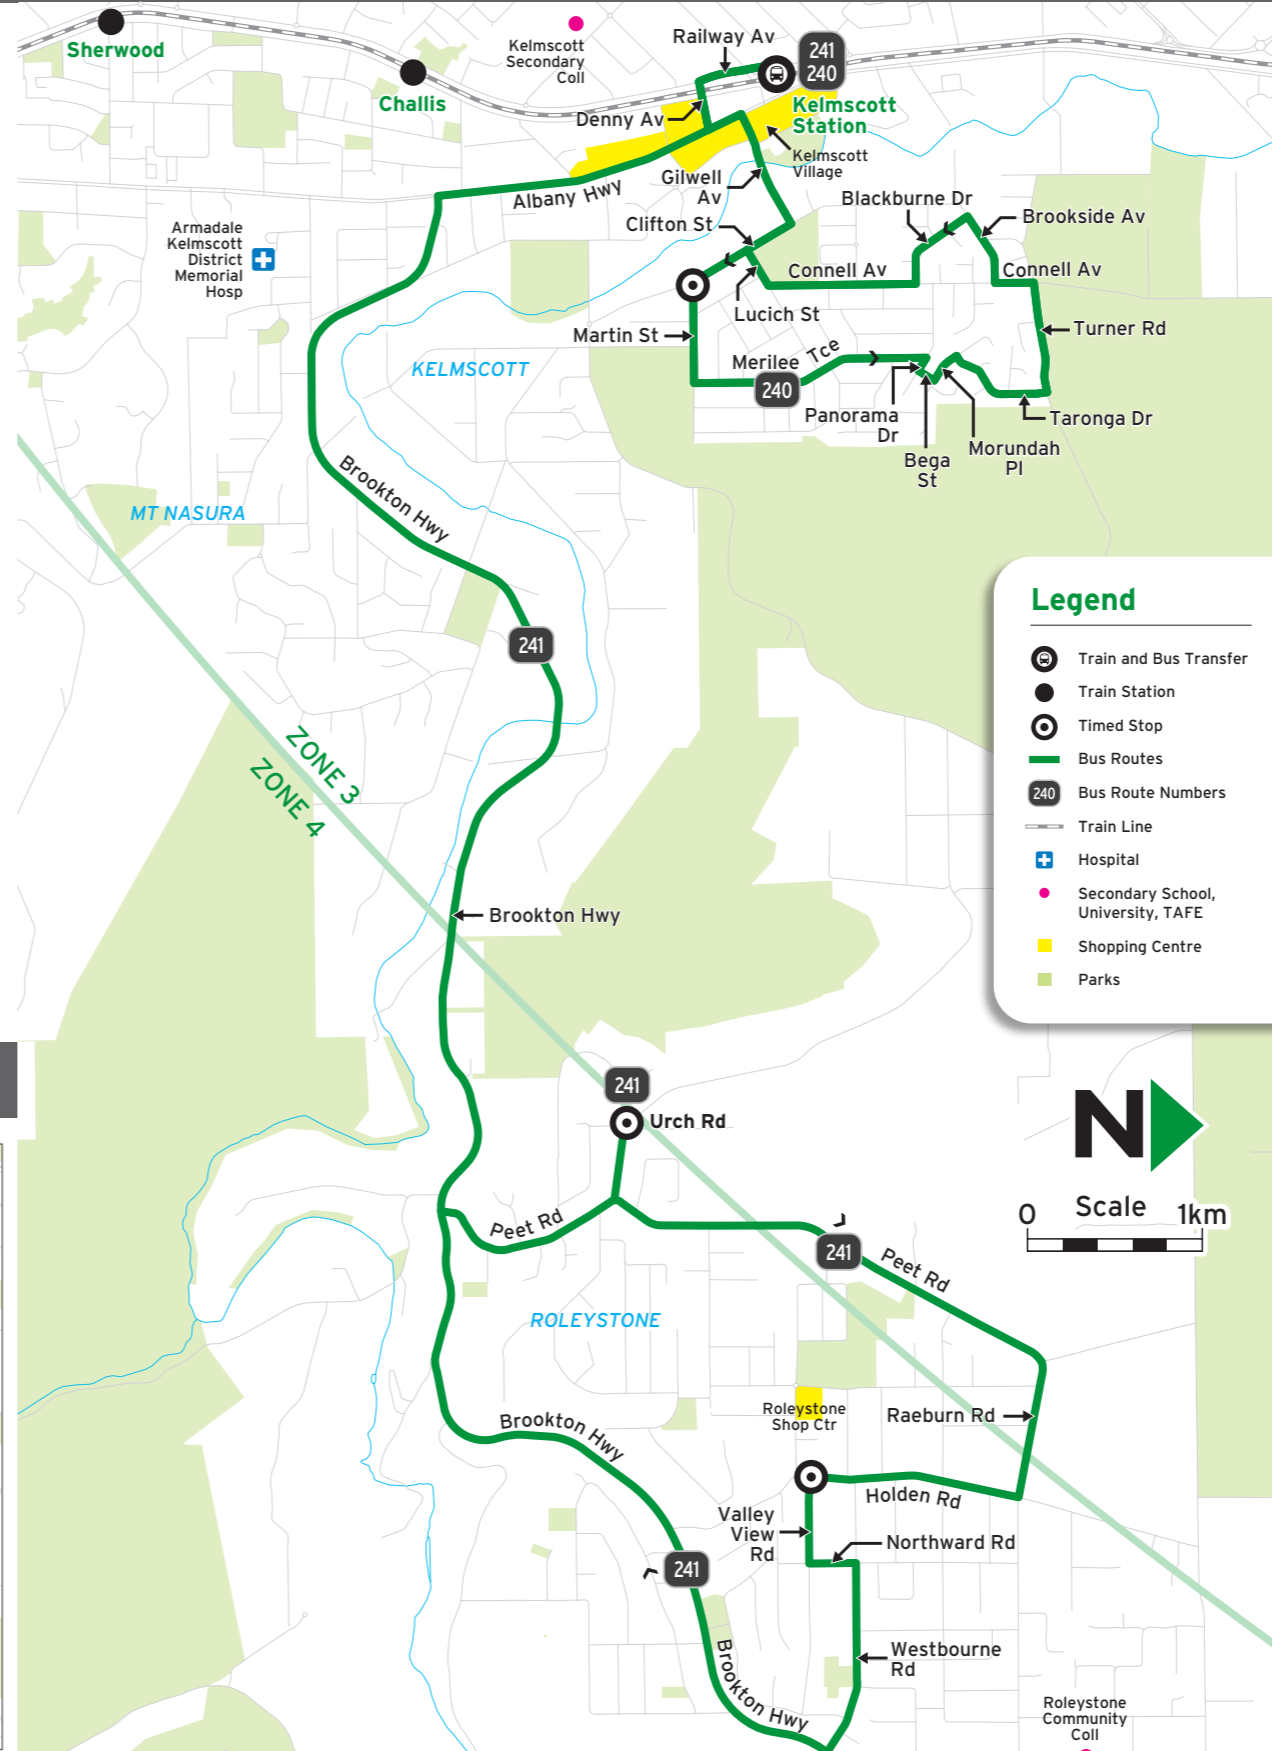 Sherwood
Challis
Kelmscott
Secondary
Coll
Railway Av
241
240
Kelmscott
Station
Denny Av
Kelmscott
Village
Albany Hwy
Gilwell
Av
Clifton St
Blackburne Dr
Brookside Av
Armadale
Kelmscott
District
Memorial
Hosp
Connell Av
Connell Av
Lucich St
Martin St
Turner Rd
KELMSCOTT
Merilee Tce
240
Panorama
Dr
Taronga Dr
Bega
St
Morundah
Pl
Brookton Hwy
MT NASURA
241
ZONE 3
ZONE 4
Legend
Train and Bus Transfer
Train Station
Timed Stop
Bus Routes
240
Bus Route Numbers
Train Line
Hospital
Secondary School,
University, TAFE
Shopping Centre
Parks
Brookton Hwy
241
Urch Rd
N
Scale
0
1km
Peet Rd
241
Peet Rd
ROLEYSTONE
Roleystone
Shop Ctr
Raeburn Rd
Brookton Hwy
Holden Rd
Valley
View
Rd
Northward Rd
241
Westbourne
Rd
Brookton Hwy
Roleystone
Community
Coll